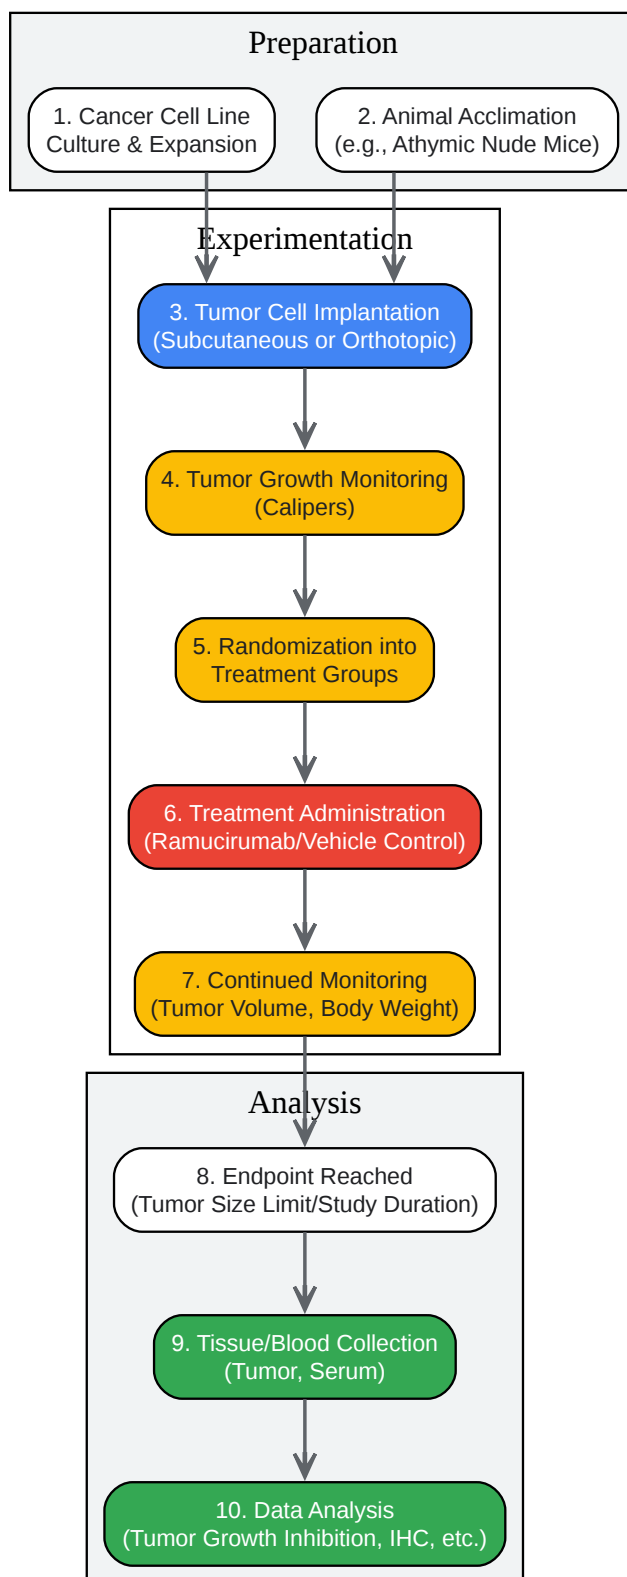 Preparation
1. Cancer Cell Line
Culture & Expansion
2. Animal Acclimation
(e.g., Athymic Nude Mice)
Experimentation
3. Tumor Cell Implantation
(Subcutaneous or Orthotopic)
4. Tumor Growth Monitoring
(Calipers)
5. Randomization into
Treatment Groups
6. Treatment Administration
(Ramucirumab/Vehicle Control)
7. Continued Monitoring
(Tumor Volume, Body Weight)
Analysis
8. Endpoint Reached
(Tumor Size Limit/Study Duration)
9. Tissue/Blood Collection
(Tumor, Serum)
10. Data Analysis
(Tumor Growth Inhibition, IHC, etc.)